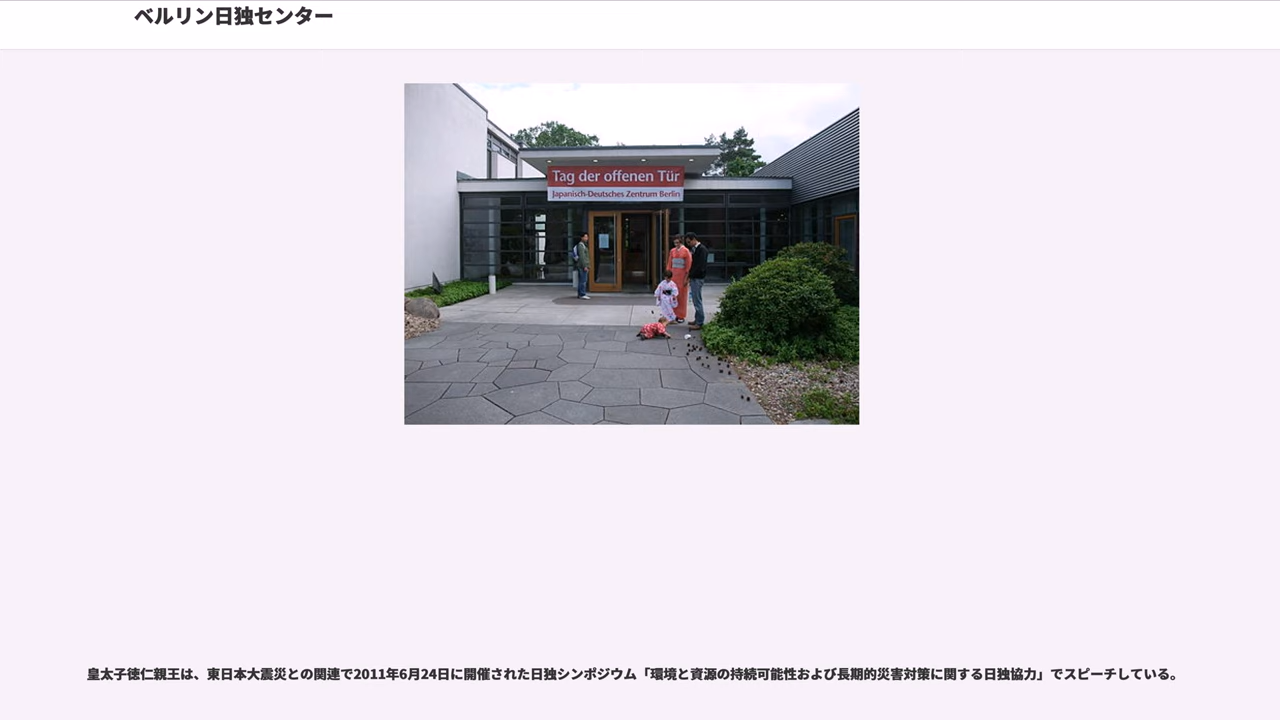 ベルリン日独センター
Tag der offenen Tür
Japanisch-Deutsches Zentrum Berlin
皇太子徳仁親王は、東日本大震災との関連で2011年6月24日に開催された日独シンポジウム「環境と資源の持続可能性および長期的災害対策に関する日独協力」でスピーチしている。